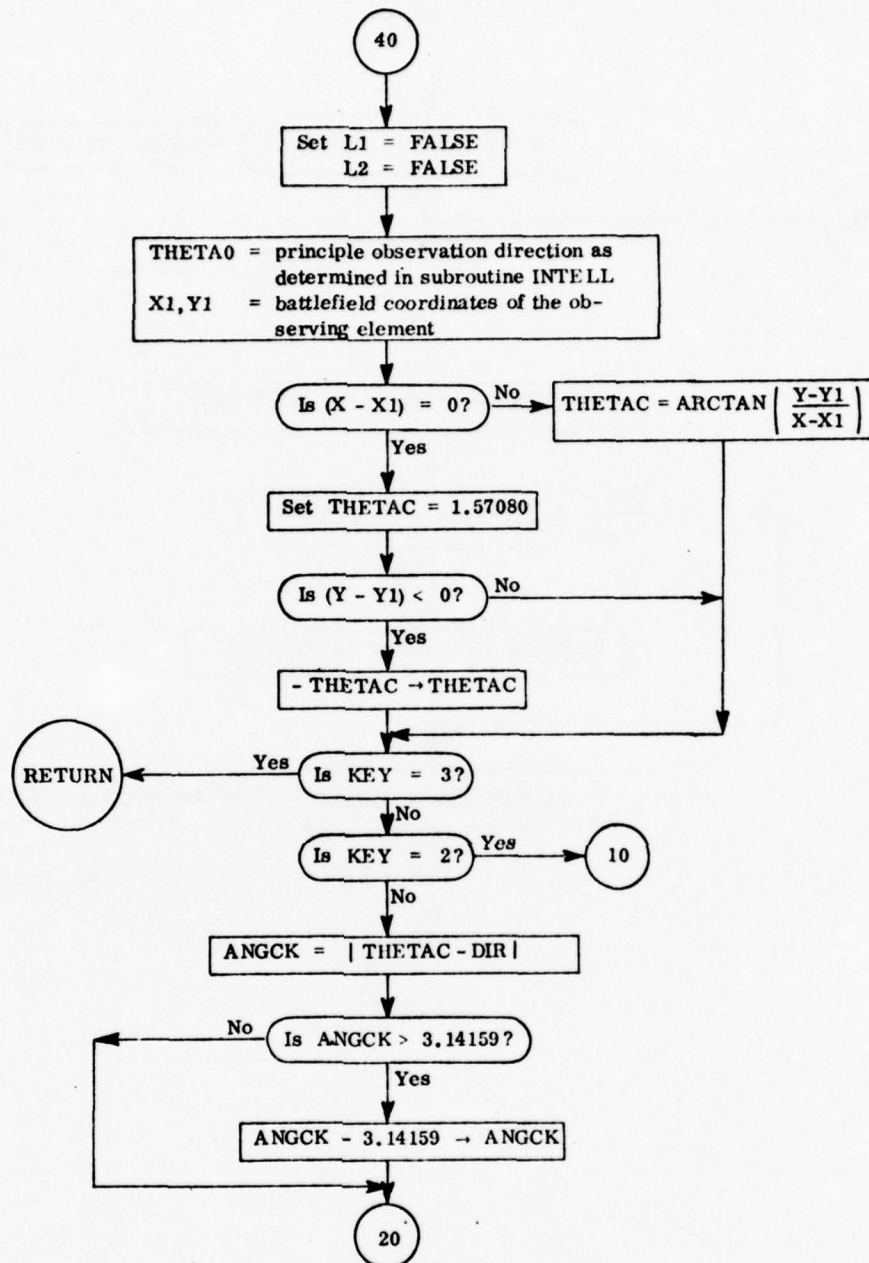 40
Set L1 = FALSE
L2 = FALSE
THETA0 = principle observation direction as
determined in subroutine INTELL
X1,Y1 = battlefield coordinates of the ob-
serving element
Is (X - X1) = 0?
No
THETAC = ARCTAN ( Y-Y1
X-X1 )
Yes
Set THETAC = 1.57080
Is (Y - Y1) < 0?
No
Yes
- THETAC → THETAC
RETURN
Yes
Is KEY = 3?
No
Is KEY = 2?
Yes
10
No
ANGCK = | THETAC - DIR |
No
Is ANGCK > 3.14159?
Yes
ANGCK - 3.14159 → ANGCK
20